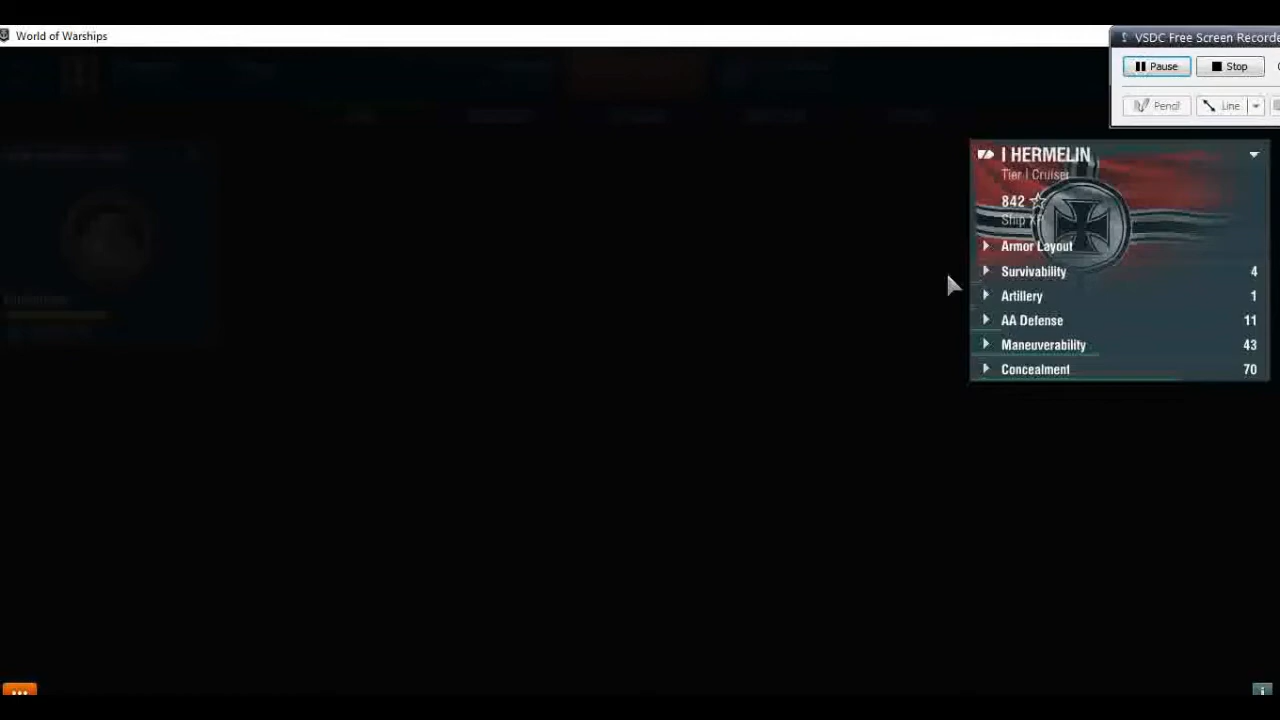 World of Warships
VSDC Free Screen Recorde
Pause
Stop
Pencil
Line
I HERMELIN
Tier I Cruiser
842
Ship XP
Armor Layout
Survivability 4
Artillery 1
AA Defense 11
Maneuverability 43
Concealment 70